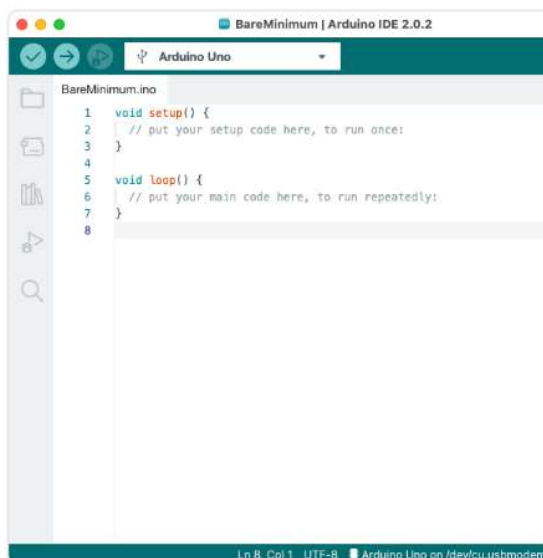 BareMinimum | Arduino IDE 2.0.2
Arduino Uno
BareMinimum.ino
1 void setup() {
2 // put your setup code here, to run once:
3 }
4
5 void loop() {
6 // put your main code here, to run repeatedly:
7 }
8
Ln 8, Col 1 UTF-8 Arduino Uno on /dev/cu.usbmodem